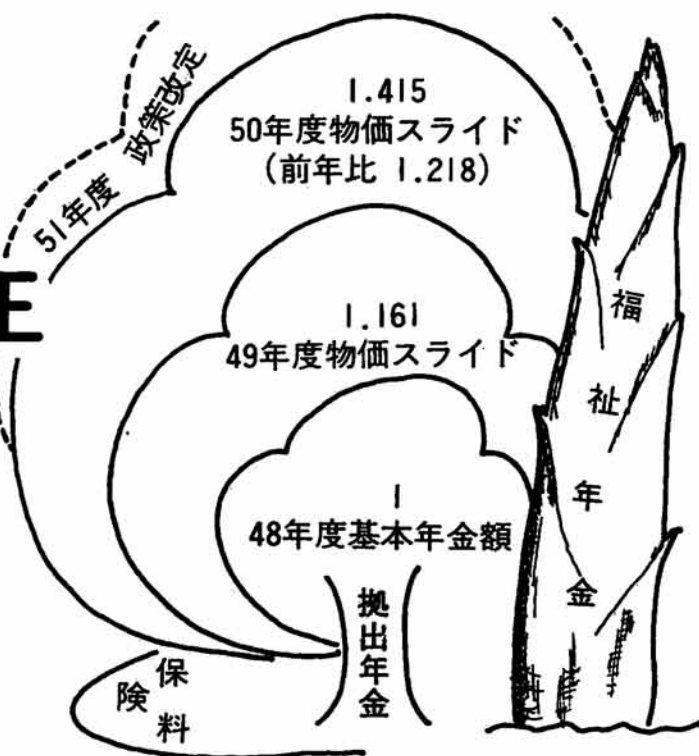 51年度 政策改定
1.415
50年度物価スライド
(前年比 1.218)
1.161
49年度物価スライド
1
48年度基本年金額
拠出年金
保険料
福祉年金